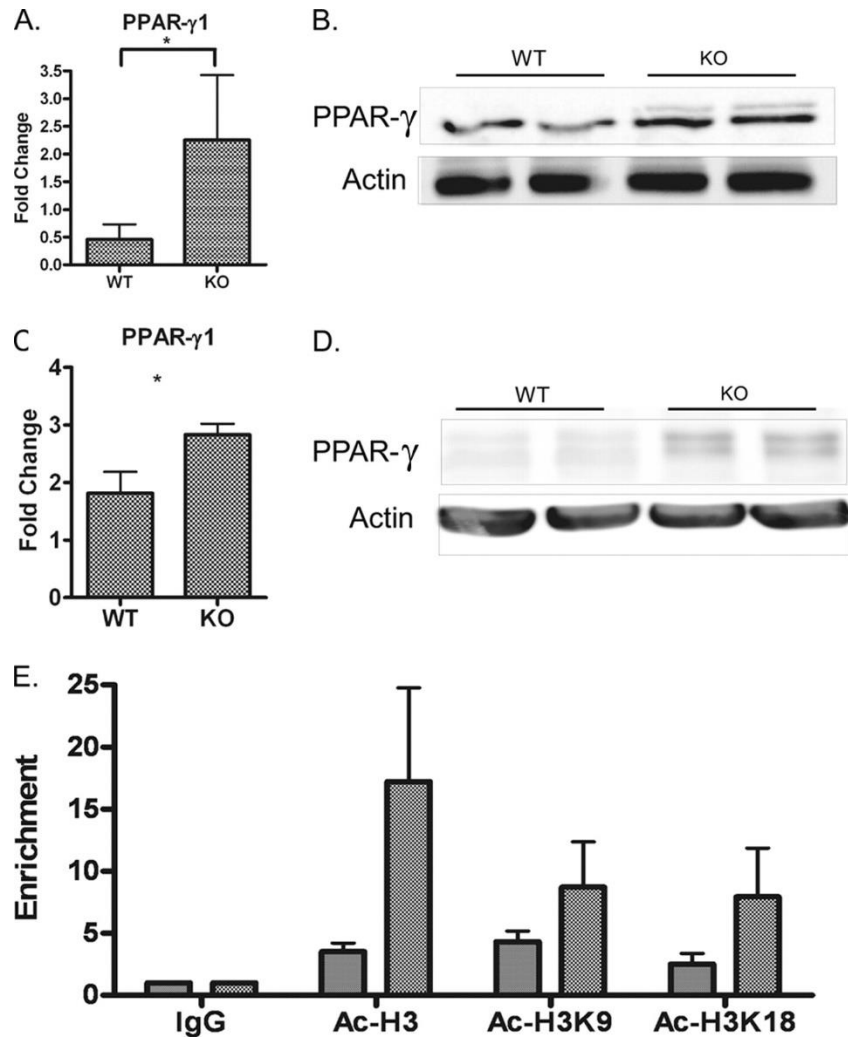 A.
PPAR-γ1
*
Fold Change
3.5
3.0
2.5
2.0
1.5
1.0
0.5
0.0
WT KO
B.
WT KO
PPAR-γ
Actin
C
PPAR-γ1
*
Fold Change
4
3
2
1
0
WT KO
D.
WT KO
PPAR-γ
Actin
E.
Enrichment
25
20
15
10
5
0
IgG Ac-H3 Ac-H3K9 Ac-H3K18